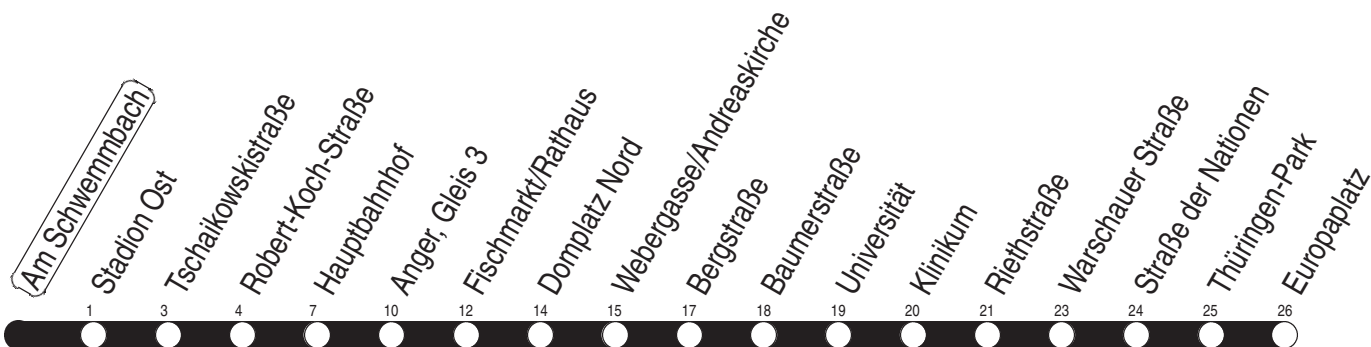 Am Schwemmbach
Stadion Ost
Tschaikowskistraße
Robert-Koch-Straße
Hauptbahnhof
Anger, Gleis 3
Fischmarkt/Rathaus
Domplatz Nord
Webergasse/Andreaskirche
Bergstraße
Baumerstraße
Universität
Klinikum
Riethstraße
Warschauer Straße
Straße der Nationen
Thüringen-Park
Europaplatz
1 3 4 7 10 12 14 15 17 18 19 20 21 23 24 25 26